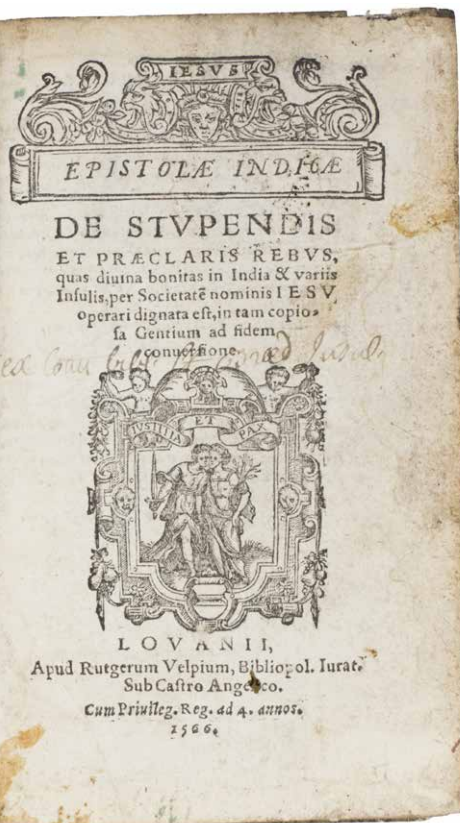 IESVS
EPISTOLÆ INDICÆ
DE STVPENDIS
ET PRÆCLARIS REBVS,
quas diuina bonitas in India & variis
Inſulis, per Societatē nominis IESV
operari dignata eſt, in tam copio-
ſa Gentium ad fidem
conuerſione.
IVSTITIA ET PAX
LOVANII,
Apud Rutgerum Velpium, Bibliopol. Iurat.
Sub Caſtro Angelico.
Cum Priuileg. Reg. ad 4. annos.
1566.